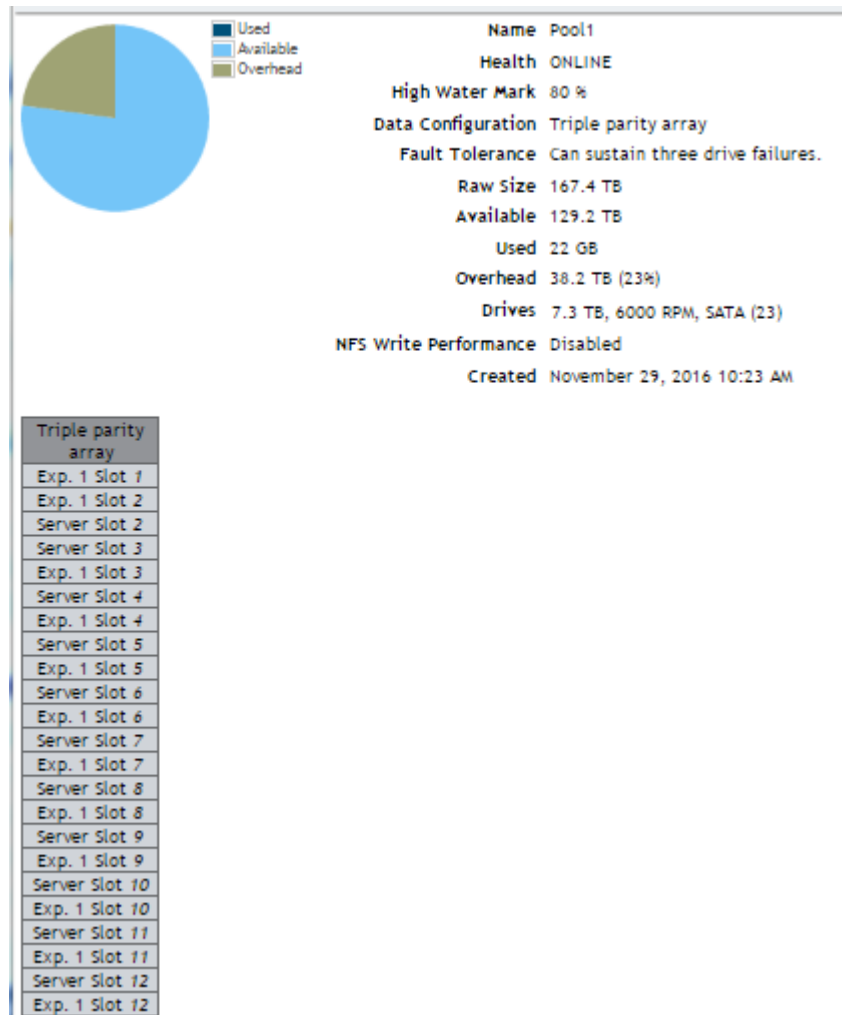 Used
Available
Overhead
Name Pool1
Health ONLINE
High Water Mark 80 %
Data Configuration Triple parity array
Fault Tolerance Can sustain three drive failures.
Raw Size 167.4 TB
Available 129.2 TB
Used 22 GB
Overhead 38.2 TB (23%)
Drives 7.3 TB, 6000 RPM, SATA (23)
NFS Write Performance Disabled
Created November 29, 2016 10:23 AM
Triple parity
array
Exp. 1 Slot 1
Exp. 1 Slot 2
Server Slot 2
Server Slot 3
Exp. 1 Slot 3
Server Slot 4
Exp. 1 Slot 4
Server Slot 5
Exp. 1 Slot 5
Server Slot 6
Exp. 1 Slot 6
Server Slot 7
Exp. 1 Slot 7
Server Slot 8
Exp. 1 Slot 8
Server Slot 9
Exp. 1 Slot 9
Server Slot 10
Exp. 1 Slot 10
Server Slot 11
Exp. 1 Slot 11
Server Slot 12
Exp. 1 Slot 12